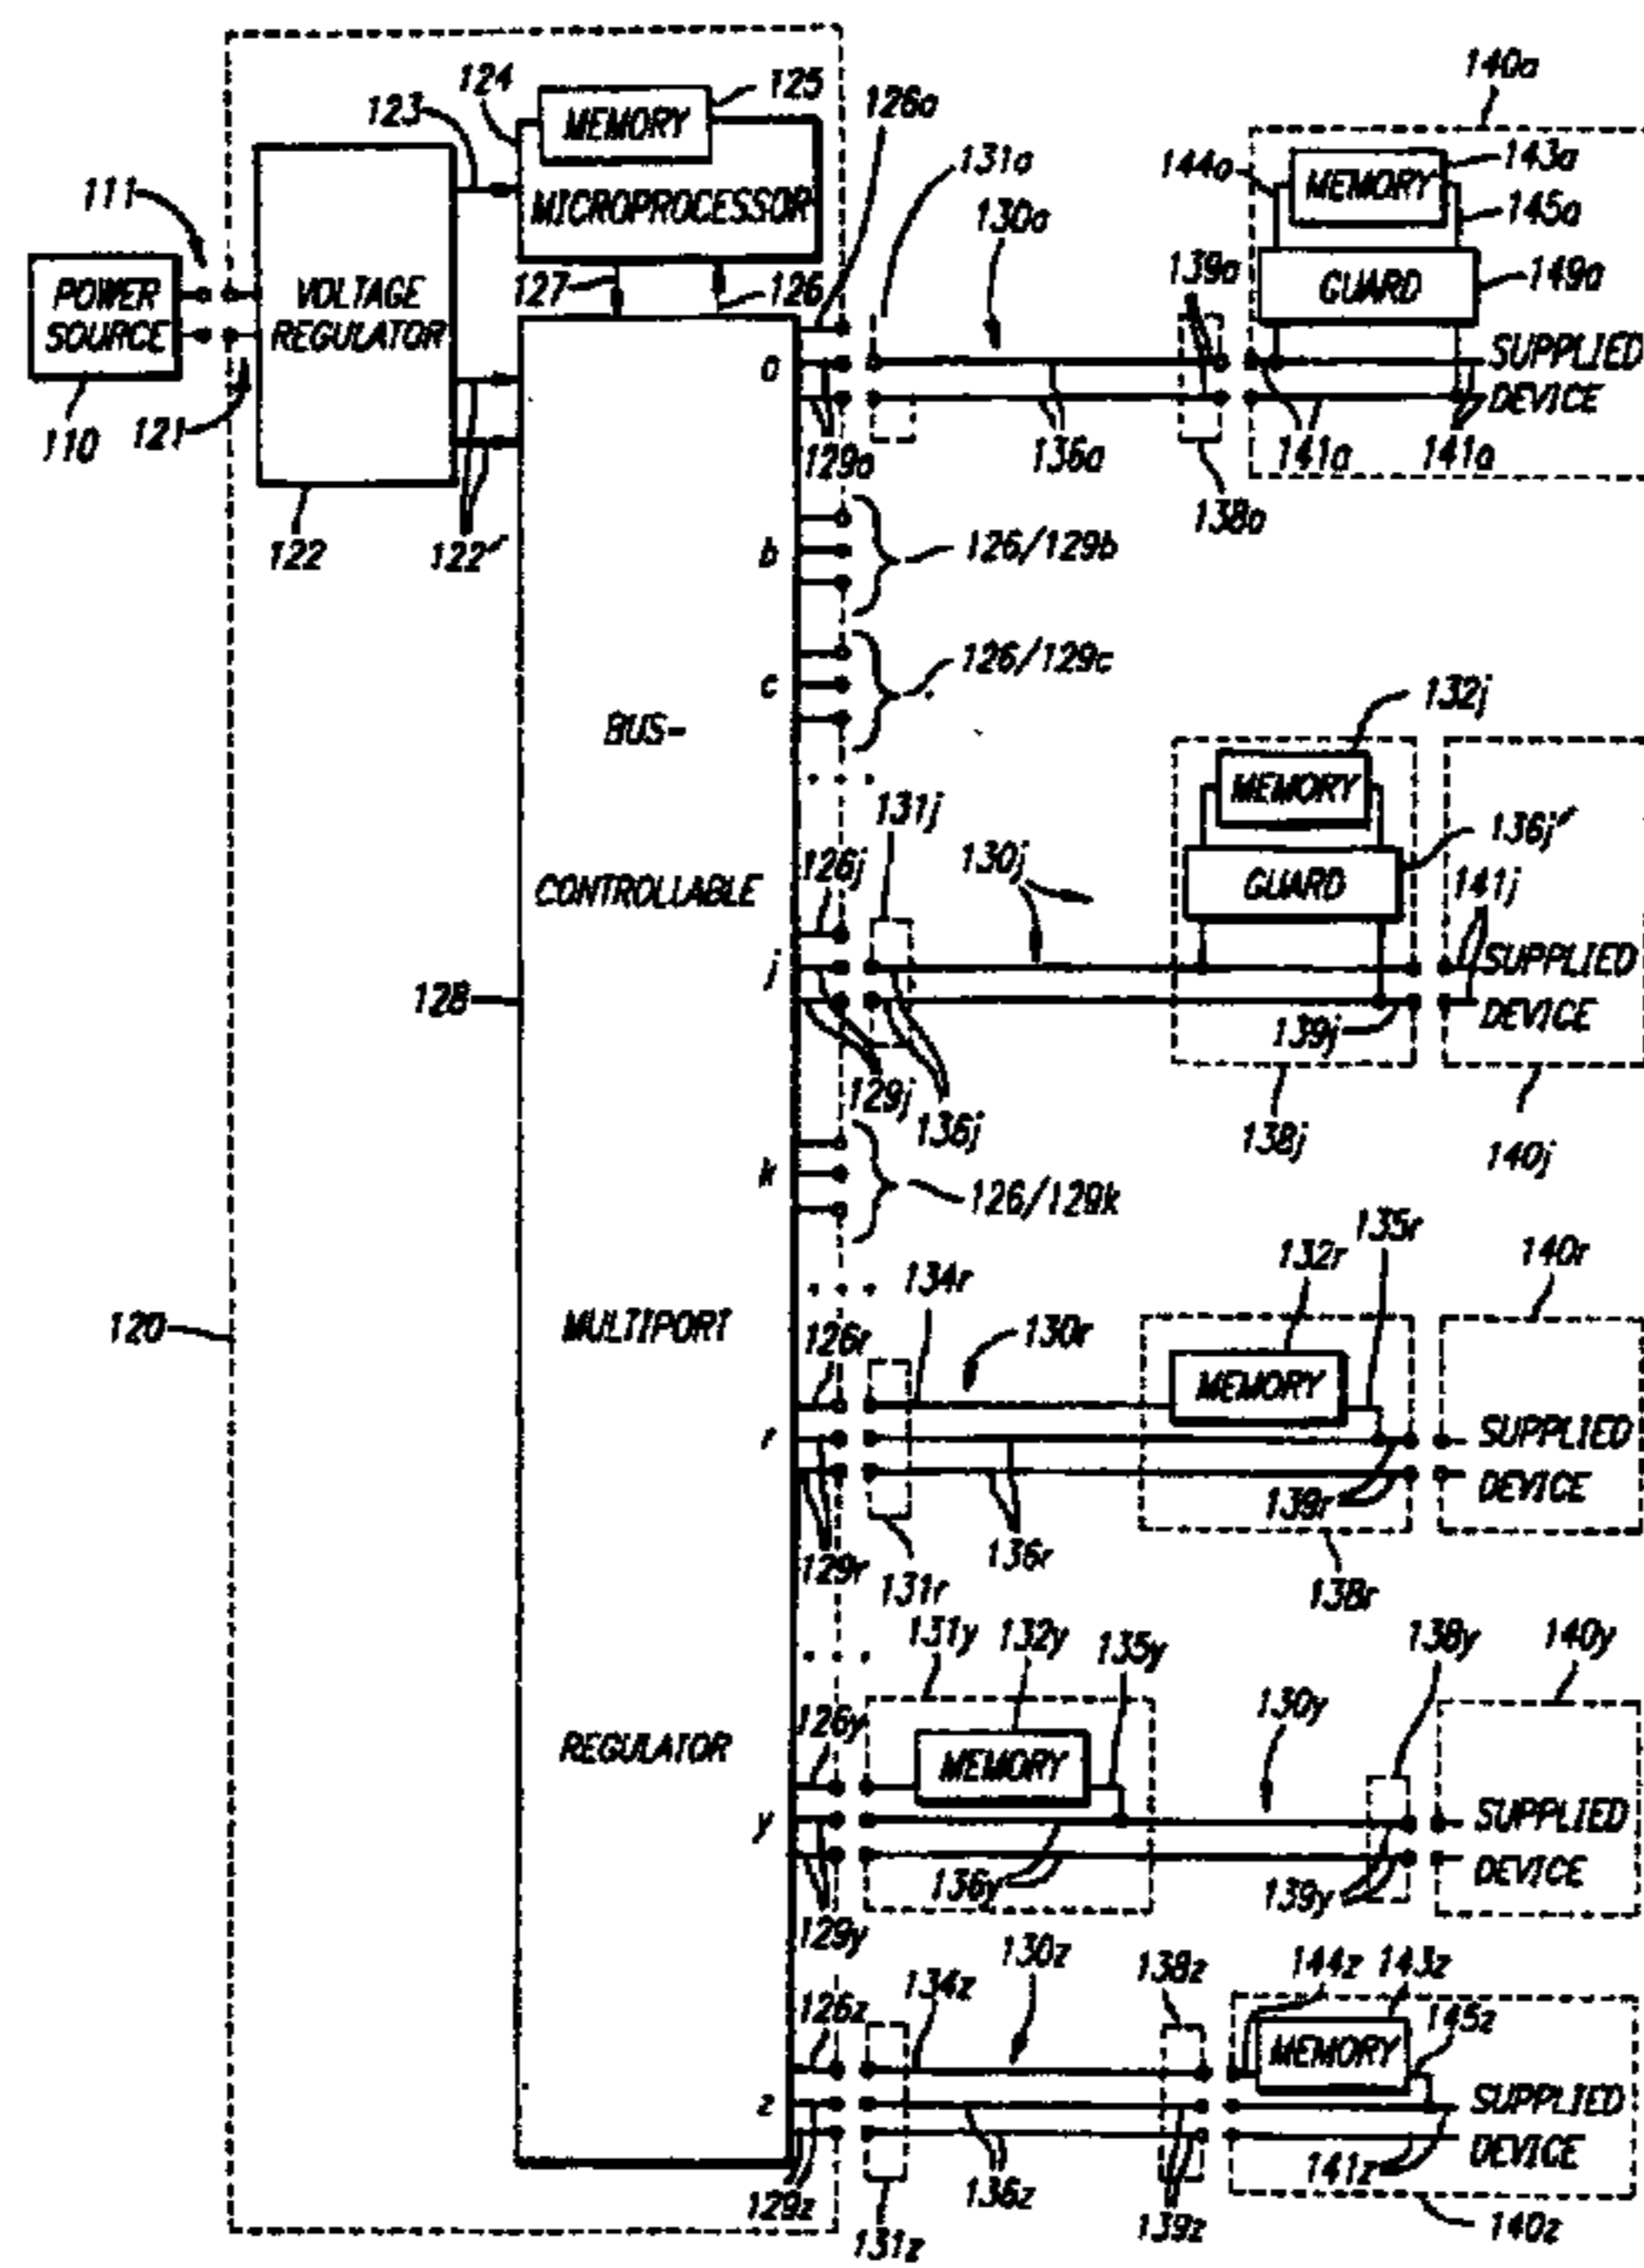 140a
124
125
123
MEMORY
126a
131a
144a
143a
MEMORY
111
130a
145a
MICROPROCESSOR
POWER
SOURCE
VOLTAGE
REGULATOR
127
126
139a
GUARD
149a
a
SUPPLIED
DEVICE
110
121
129a
136a
141a
141a
138a
122
122'
b
126/129b
c
126/129c
BUS-
132j
MEMORY
131j
136j'
130j
CONTROLLABLE
126j
GUARD
141j
j
SUPPLIED
DEVICE
128
139j
129j
136j
138j
140j
k
126/129k
135r
132r
140r
134r
120
MULTIPORT
126r
130r
MEMORY
r
SUPPLIED
DEVICE
139r
129r
136r
131r
138r
131y
132y
135y
138y
140y
126y
130y
REGULATOR
MEMORY
y
SUPPLIED
DEVICE
136y
139y
129y
130z
138z
144z
143z
134z
126z
145z
MEMORY
z
SUPPLIED
DEVICE
141z
129z
136z
139z
140z
131z